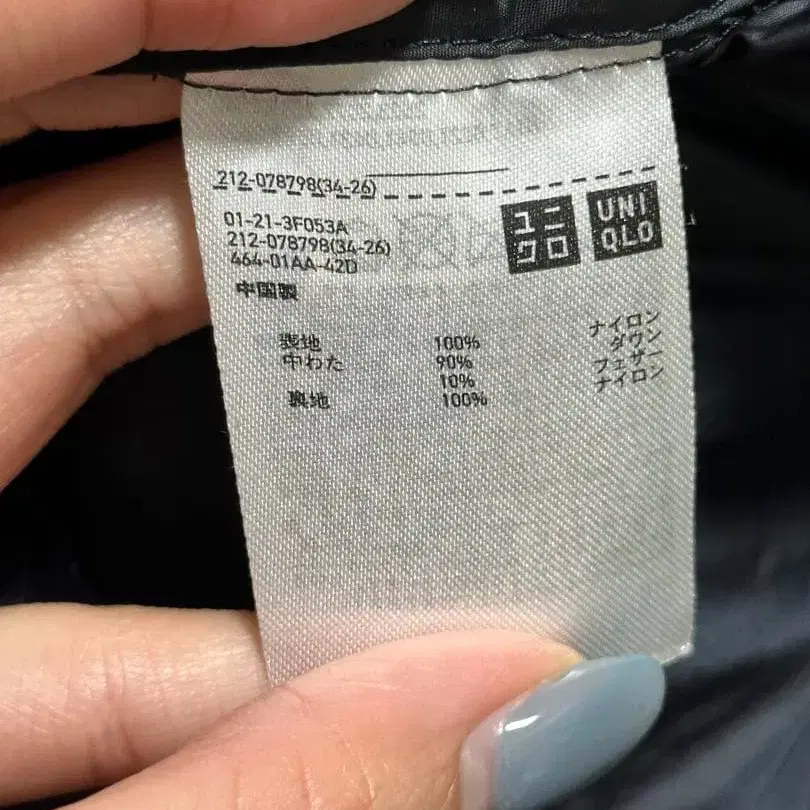 212-078798(34-26)
01-21-3F053A
212-078798(34-26)
464-01AA-42D
ユニクロ
UNIQLO
中国製
表地 100% ナイロン
中わた 90% ダウン
10% フェザー
裏地 100% ナイロン